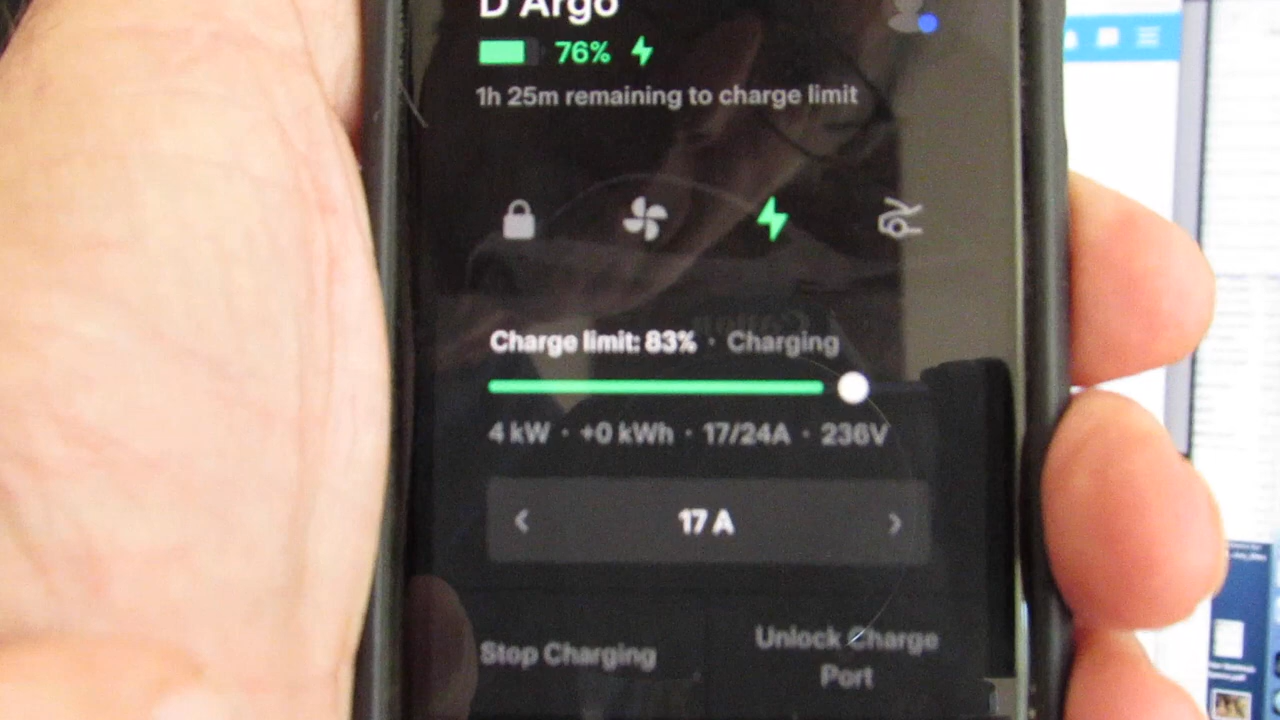 D'Argo
76%
1h 25m remaining to charge limit
Charge limit: 83% · Charging
4 kW · +0 kWh · 17/24A · 236V
< 17 A >
Stop Charging
Unlock Charge
Port